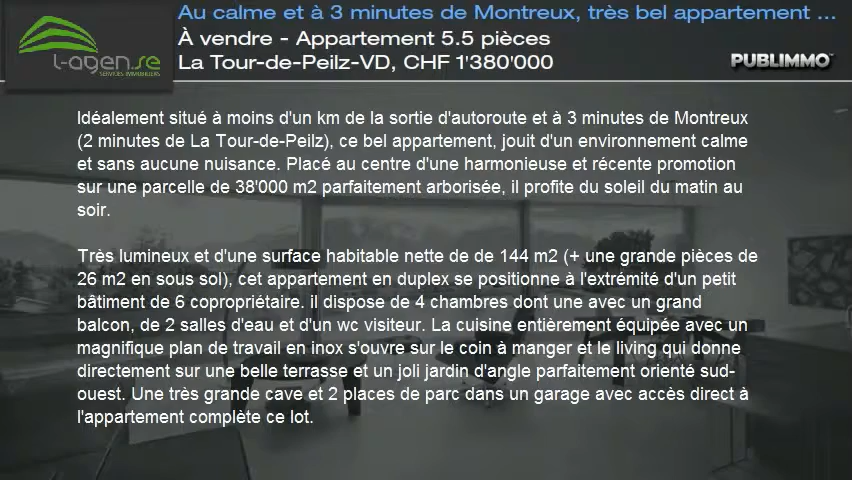 Au calme et à 3 minutes de Montreux, très bel appartement ...
À vendre - Appartement 5.5 pièces
La Tour-de-Peilz-VD, CHF 1'380'000
L-agen.se
SERVICES IMMOBILIERS
PUBLIMMO
Idéalement situé à moins d'un km de la sortie d'autoroute et à 3 minutes de Montreux
(2 minutes de La Tour-de-Peilz), ce bel appartement, jouit d'un environnement calme
et sans aucune nuisance. Placé au centre d'une harmonieuse et récente promotion
sur une parcelle de 38'000 m2 parfaitement arborisée, il profite du soleil du matin au
soir.
Très lumineux et d'une surface habitable nette de de 144 m2 (+ une grande pièces de
26 m2 en sous sol), cet appartement en duplex se positionne à l'extrémité d'un petit
bâtiment de 6 copropriétaire. il dispose de 4 chambres dont une avec un grand
balcon, de 2 salles d'eau et d'un wc visiteur. La cuisine entièrement équipée avec un
magnifique plan de travail en inox s'ouvre sur le coin à manger et le living qui donne
directement sur une belle terrasse et un joli jardin d'angle parfaitement orienté sud-
ouest. Une très grande cave et 2 places de parc dans un garage avec accès direct à
l'appartement complète ce lot.